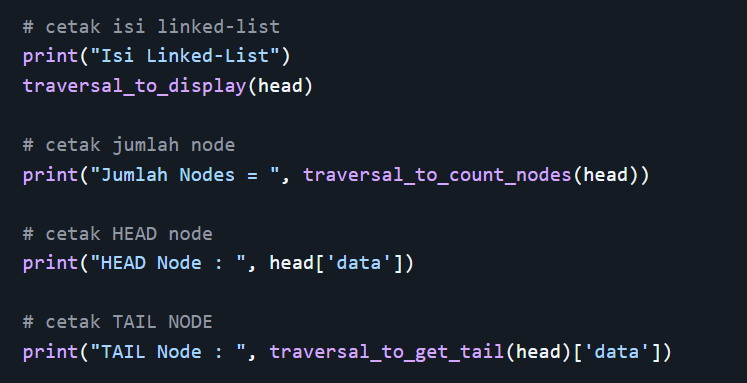 # cetak isi linked-list
print("Isi Linked-List")
traversal_to_display(head)
# cetak jumlah node
print("Jumlah Nodes = ", traversal_to_count_nodes(head))
# cetak HEAD node
print("HEAD Node : ", head['data'])
# cetak TAIL NODE
print("TAIL Node : ", traversal_to_get_tail(head)['data'])